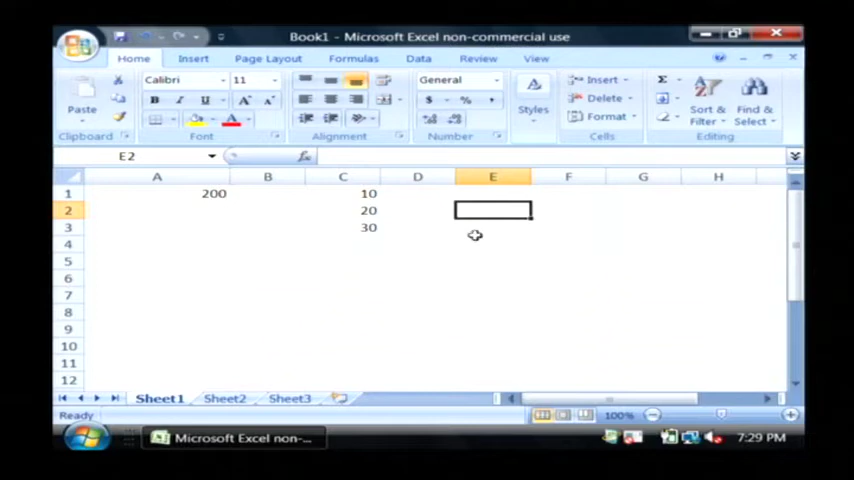 Book1 - Microsoft Excel non-commercial use
Home Insert Page Layout Formulas Data Review View
Calibri 11 General Insert Σ
Paste B I U A A $ % , Styles Delete Sort & Find &
A Format Filter Select
Clipboard Font Alignment Number Cells Editing
E2 fx
A B C D E F G H
1 200 10
2 20
3 30
4
5
6
7
8
9
10
11
12
Sheet1 Sheet2 Sheet3
Ready 100%
Microsoft Excel non-... 7:29 PM